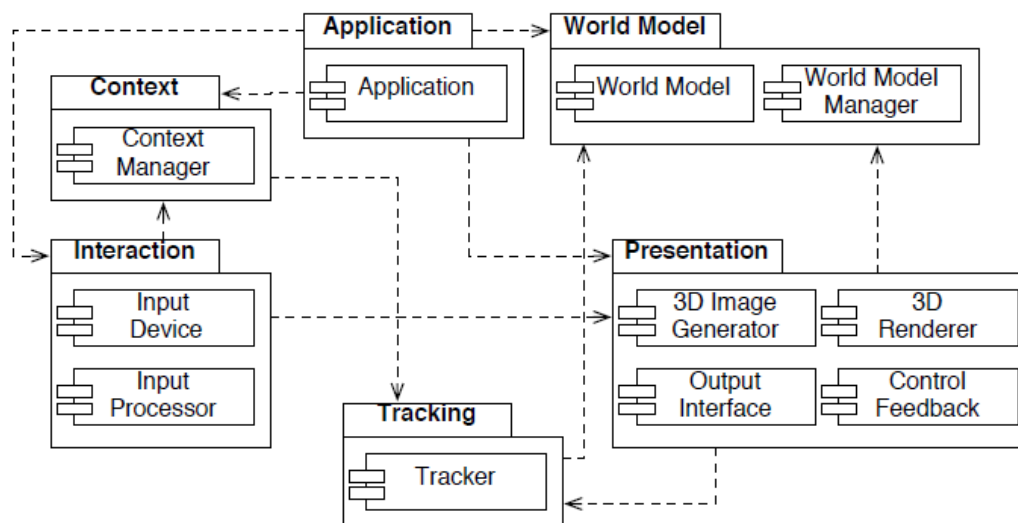 Application
Application
World Model
World Model
World Model
Manager
Context
Context
Manager
Interaction
Input
Device
Input
Processor
Presentation
3D Image
Generator
3D
Renderer
Output
Interface
Control
Feedback
Tracking
Tracker